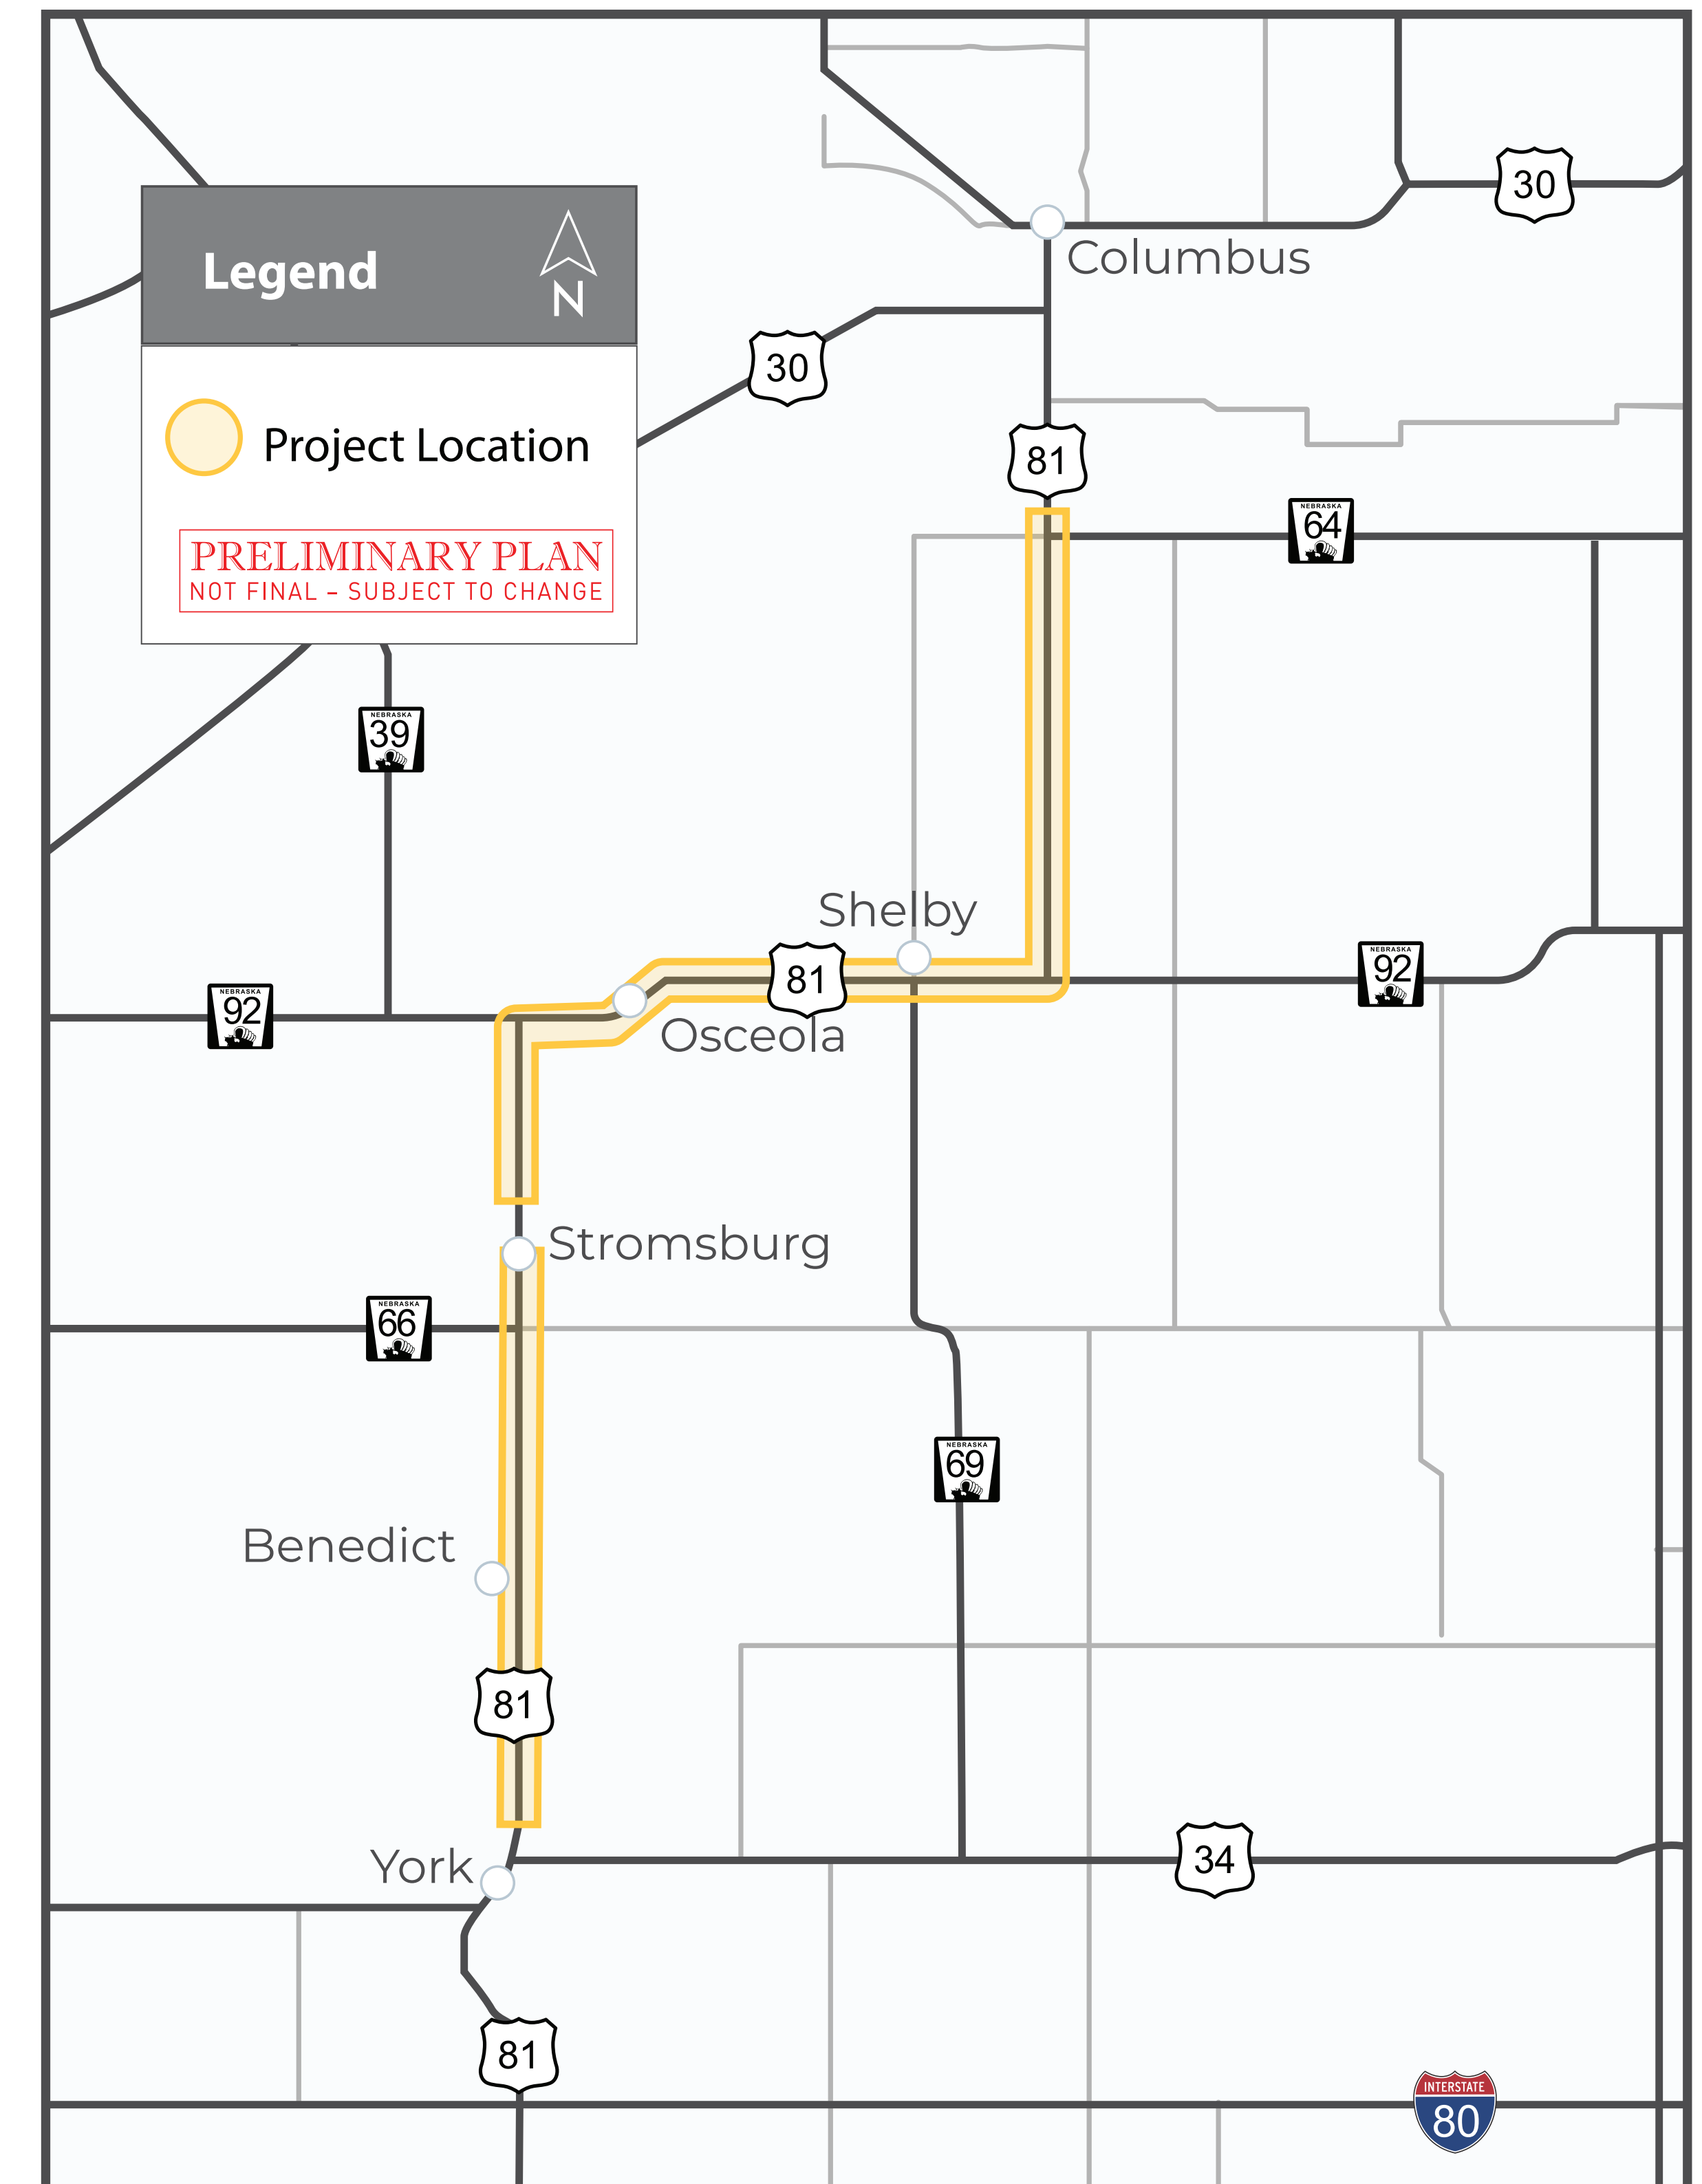 30
Columbus
Legend
N
30
Project Location
81
PRELIMINARY PLAN
NOT FINAL - SUBJECT TO CHANGE
NEBRASKA
64
NEBRASKA
39
Shelby
81
NEBRASKA
92
NEBRASKA
92
Osceola
Stromsburg
NEBRASKA
66
NEBRASKA
69
Benedict
81
York
34
81
INTERSTATE
80